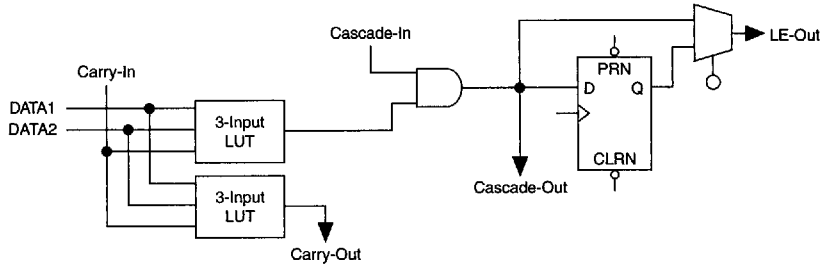 Cascade-In
LE-Out
Carry-In
PRN
D Q
DATA1
DATA2
3-Input
LUT
CLRN
Cascade-Out
3-Input
LUT
Carry-Out